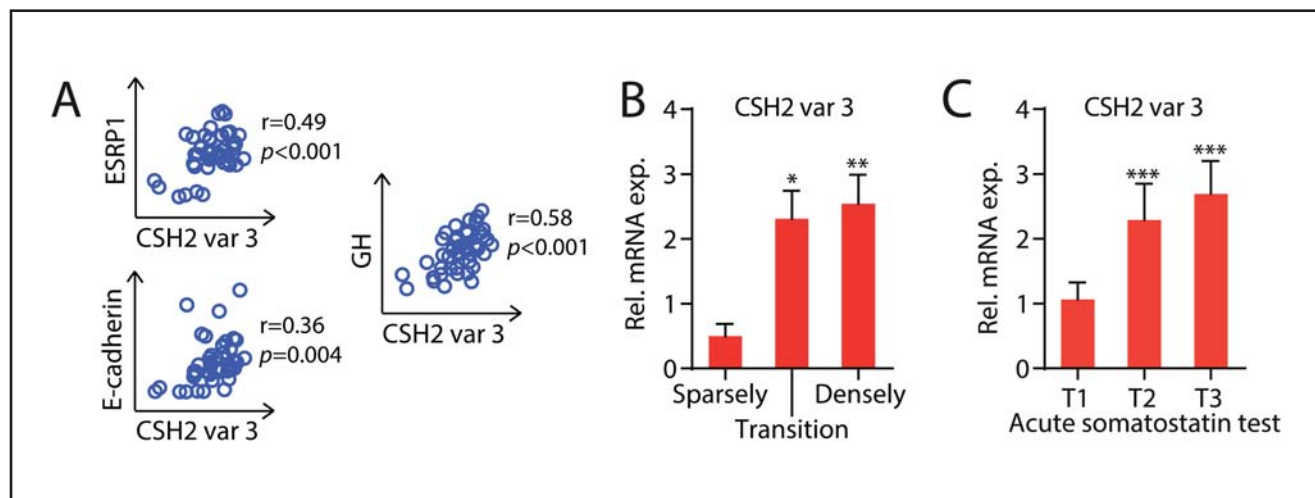 A
ESRP1
r=0.49
p<0.001
CSH2 var 3
E-cadherin
r=0.36
p=0.004
CSH2 var 3
GH
r=0.58
p<0.001
CSH2 var 3
B
CSH2 var 3
Rel. mRNA exp.
4
3
2
1
0
*
**
Sparsely
Densely
Transition
C
CSH2 var 3
Rel. mRNA exp.
4
3
2
1
0
***
***
T1 T2 T3
Acute somatostatin test